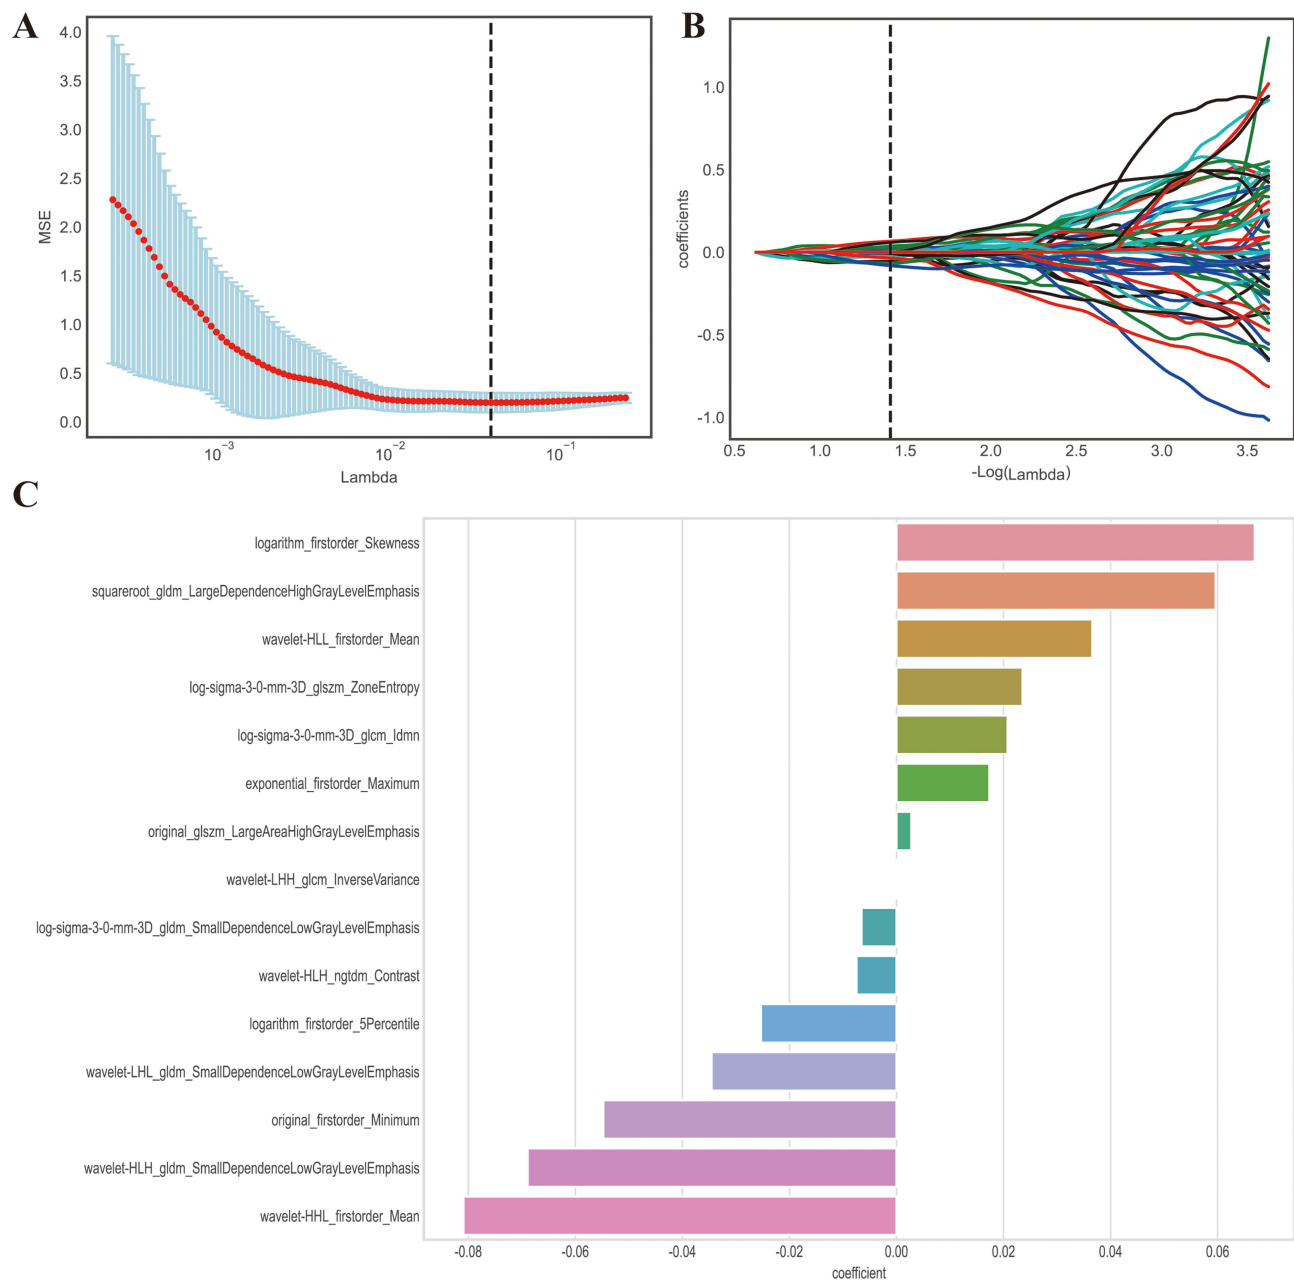 A
4.0
3.5
3.0
2.5
2.0
1.5
1.0
0.5
0.0
MSE
10−3
10−2
10−1
Lambda
B
1.0
0.5
0.0
-0.5
-1.0
coefficients
0.5 1.0 1.5 2.0 2.5 3.0 3.5
-Log(Lambda)
C
logarithm_firstorder_Skewness
squareroot_gldm_LargeDependenceHighGrayLevelEmphasis
wavelet-HLL_firstorder_Mean
log-sigma-3-0-mm-3D_glszm_ZoneEntropy
log-sigma-3-0-mm-3D_glcm_Idmn
exponential_firstorder_Maximum
original_glszm_LargeAreaHighGrayLevelEmphasis
wavelet-LHH_glcm_InverseVariance
log-sigma-3-0-mm-3D_gldm_SmallDependenceLowGrayLevelEmphasis
wavelet-HLH_ngtdm_Contrast
logarithm_firstorder_5Percentile
wavelet-LHL_gldm_SmallDependenceLowGrayLevelEmphasis
original_firstorder_Minimum
wavelet-HLH_gldm_SmallDependenceLowGrayLevelEmphasis
wavelet-HHL_firstorder_Mean
-0.08 -0.06 -0.04 -0.02 0.00 0.02 0.04 0.06
coefficient